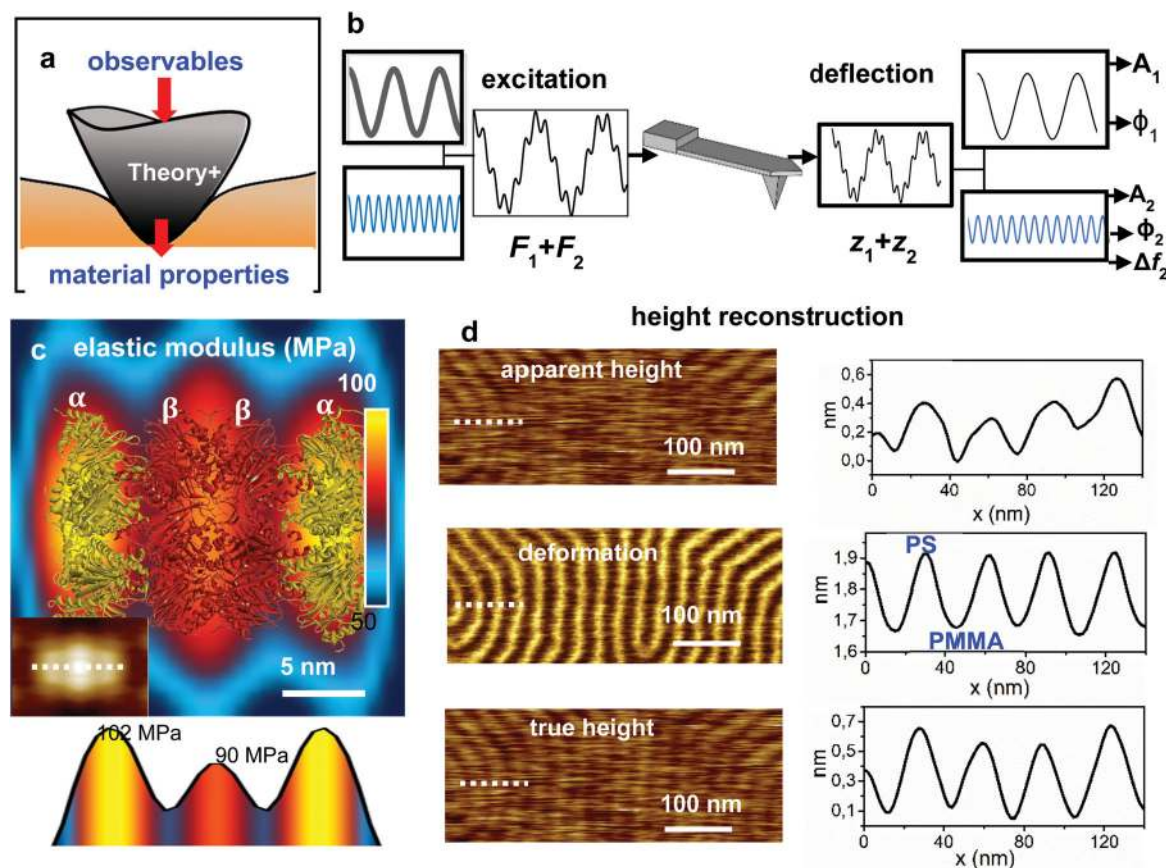 a
observables
Theory+
material properties
b
excitation
F1+F2
deflection
z1+z2
A1
ϕ1
A2
ϕ2
Δf2
c elastic modulus (MPa)
α
β
β
α
100
50
5 nm
102 MPa
90 MPa
d
height reconstruction
apparent height
100 nm
nm
0,6
0,4
0,2
0,0
0 40 80 120
x (nm)
deformation
100 nm
nm
1,9
1,8
1,7
1,6
PS
PMMA
0 40 80 120
x (nm)
true height
100 nm
nm
0,7
0,5
0,3
0,1
0 40 80 120
x (nm)